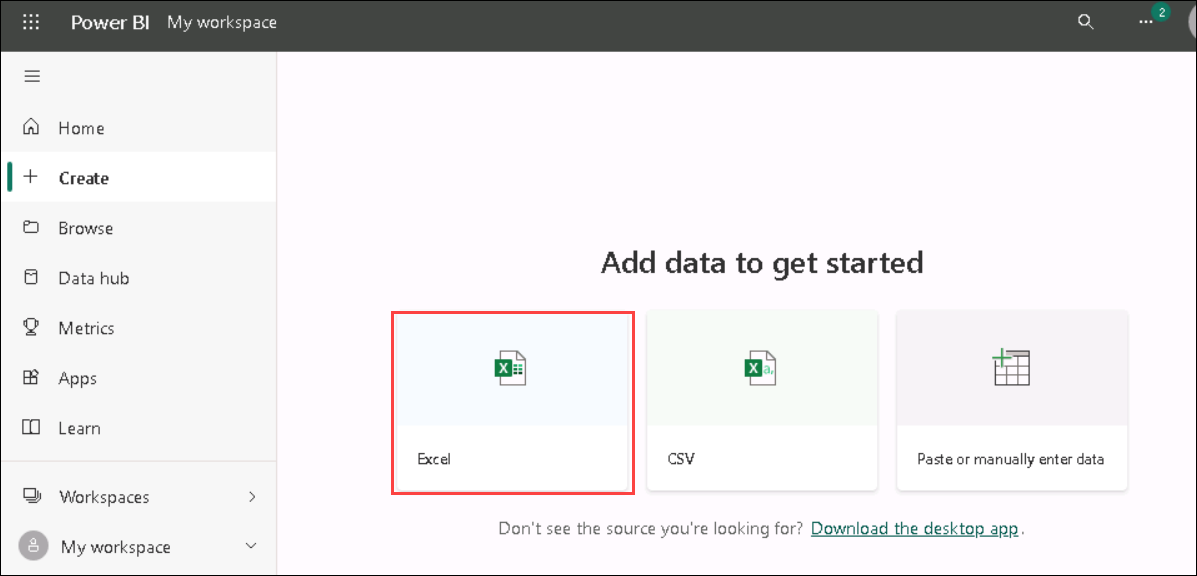 Power BI My workspace
2
Home
Create
Browse
Data hub
Metrics
Apps
Learn
Workspaces
My workspace
Add data to get started
X
X a,
Excel
CSV
Paste or manually enter data
Don't see the source you're looking for? Download the desktop app.